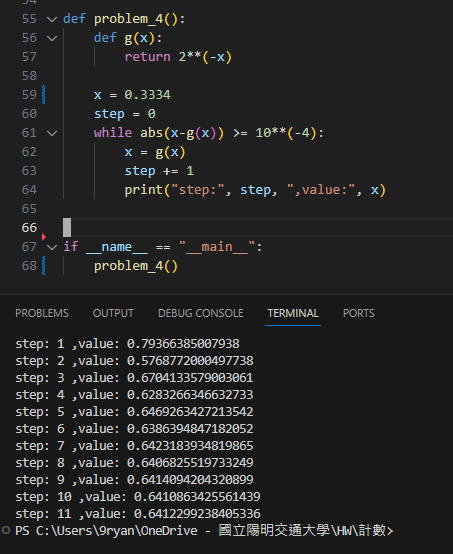 54
55 def problem_4():
56     def g(x):
57         return 2**(-x)
58
59     x = 0.3334
60     step = 0
61     while abs(x-g(x)) >= 10**(-4):
62         x = g(x)
63         step += 1
64         print("step:", step, ",value:", x)
65
66
67 if __name__ == "__main__":
68     problem_4()
PROBLEMS OUTPUT DEBUG CONSOLE TERMINAL PORTS
step: 1 ,value: 0.79366385007938
step: 2 ,value: 0.5768772000497738
step: 3 ,value: 0.6704133579003061
step: 4 ,value: 0.6283266346632733
step: 5 ,value: 0.6469263427213542
step: 6 ,value: 0.6386394847182052
step: 7 ,value: 0.6423183934819865
step: 8 ,value: 0.6406825519733249
step: 9 ,value: 0.6414094204320899
step: 10 ,value: 0.6410863425561439
step: 11 ,value: 0.6412299238405336
PS C:\Users\9ryan\OneDrive - 國立陽明交通大學\HW\計數>